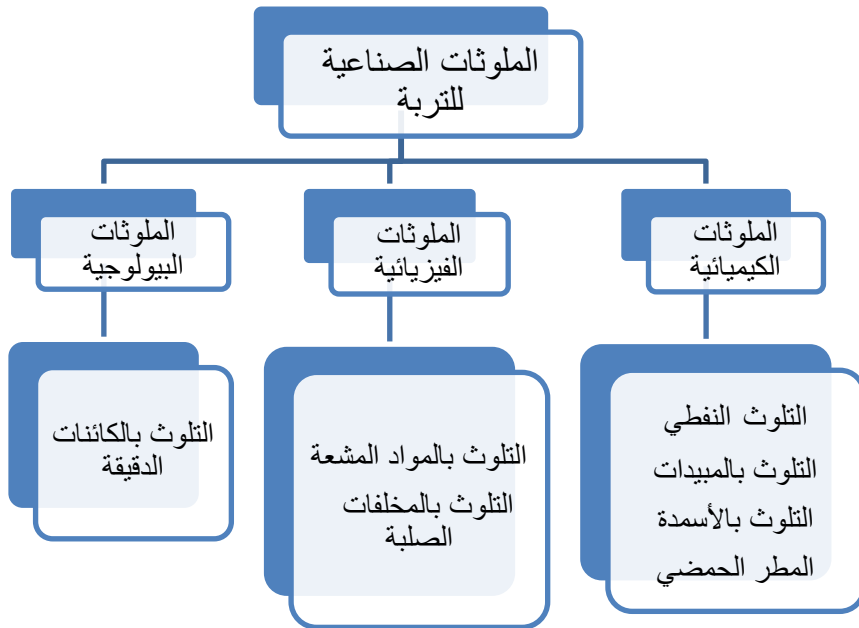 الملوثات الصناعية
للتربة
الملوثات
الكيميائية
الملوثات
الفيزيائية
الملوثات
البيولوجية
التلوث النفطي
التلوث بالمبيدات
التلوث بالأسمدة
المطر الحمضي
التلوث بالمواد المشعة
التلوث بالمخلفات
الصلبة
التلوث بالكائنات
الدقيقة